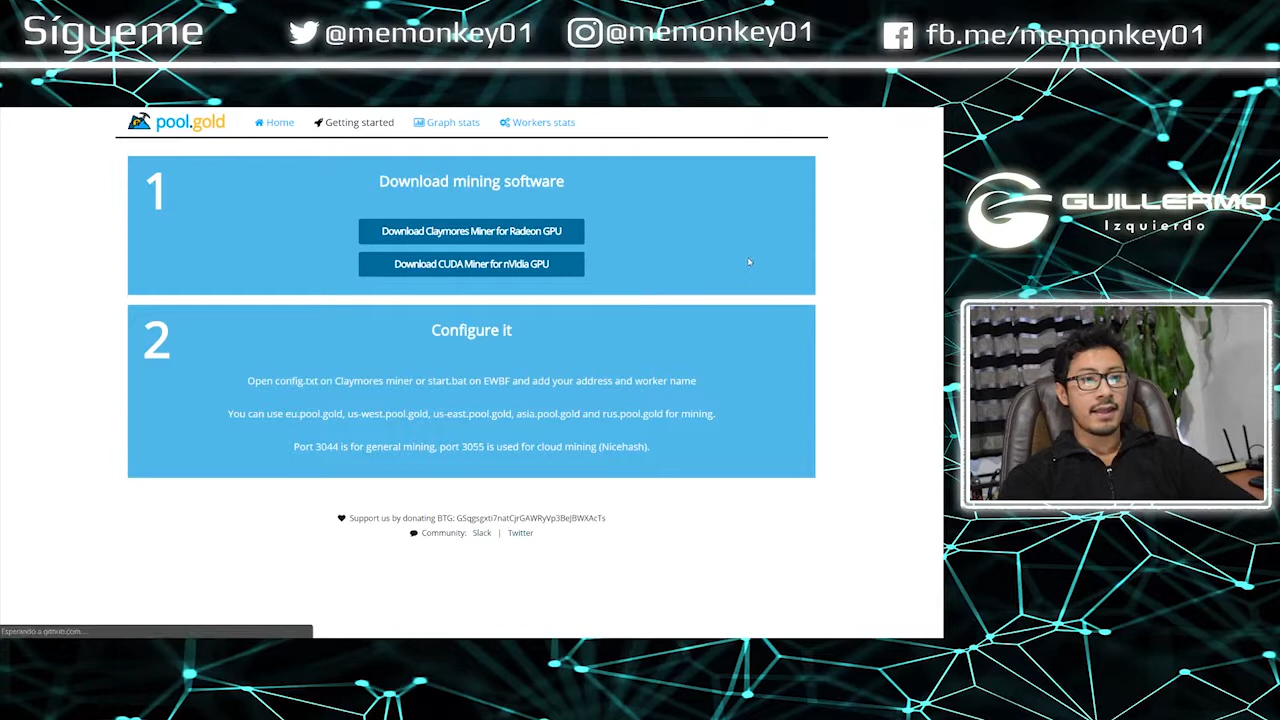 Sígueme @memonkey01 @memonkey01 fb.me/memonkey01
pool.gold Home Getting started Graph stats Workers stats
1
Download mining software
Download Claymores Miner for Radeon GPU
Download CUDA Miner for nVidia GPU
2
Configure it
Open config.txt on Claymores miner or start.bat on EWBF and add your address and worker name
You can use eu.pool.gold, us-west.pool.gold, us-east.pool.gold, asia.pool.gold and rus.pool.gold for mining.
Port 3044 is for general mining, port 3055 is used for cloud mining (Nicehash).
Support us by donating BTG: GSqgsgxti7natCjrGAWRyVp3BeJBWXAcTs
Community: Slack | Twitter
Esperando a github.com...
GUILLERMO
Izquierdo